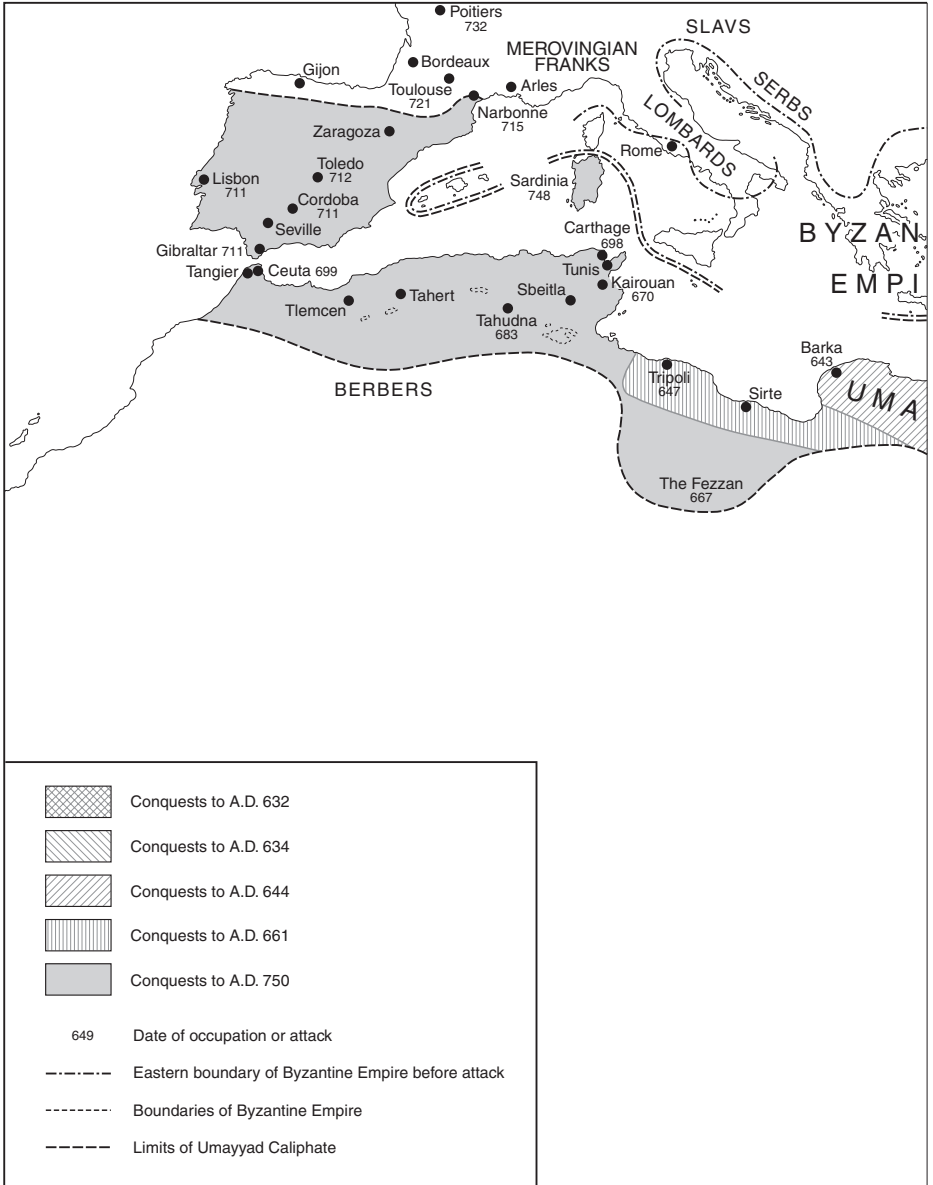 Poitiers
732
SLAVS
Bordeaux
MEROVINGIAN
FRANKS
Gijon
Toulouse
721
Arles
SERBS
Narbonne
715
LOMBARDS
Zaragoza
Rome
Toledo
712
Lisbon
711
Sardinia
748
Cordoba
711
Seville
Carthage
698
BYZAN
Gibraltar 711
Tangier
Ceuta 699
Tunis
Kairouan
670
EMPI
Sbeitla
Tahert
Tlemcen
Tahudna
683
Barka
643
BERBERS
Tripoli
647
Sirte
UMA
The Fezzan
667
Conquests to A.D. 632
Conquests to A.D. 634
Conquests to A.D. 644
Conquests to A.D. 661
Conquests to A.D. 750
649 Date of occupation or attack
Eastern boundary of Byzantine Empire before attack
Boundaries of Byzantine Empire
Limits of Umayyad Caliphate